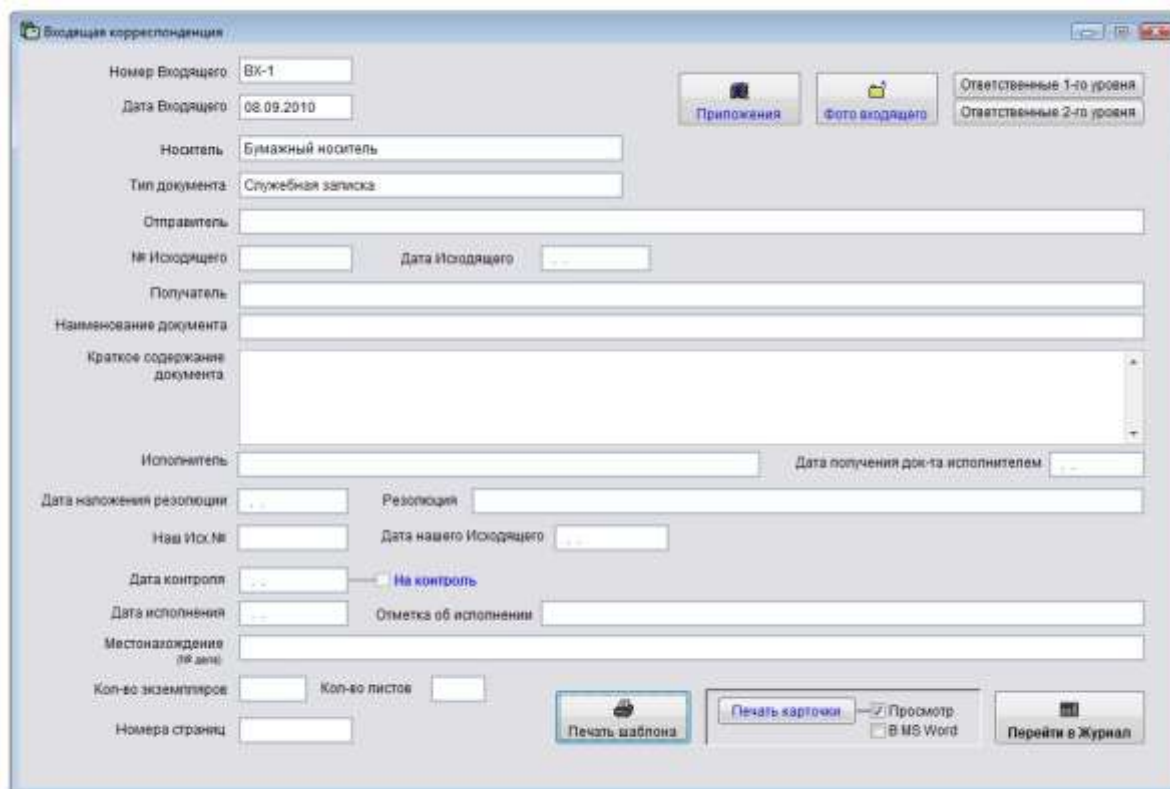 Входящая корреспонденция
Номер Входящего ВХ-1
Дата Входящего 08.09.2010
Приложения
Фото входящего
Ответственные 1-го уровня
Ответственные 2-го уровня
Носитель Бумажный носитель
Тип документа Служебная записка
Отправитель
№ Исходящего Дата Исходящего . .
Получатель
Наименование документа
Краткое содержание
документа
Исполнитель Дата получения док-та исполнителем . .
Дата наложения резолюции . . Резолюция
Наш Исх.№ Дата нашего Исходящего . .
Дата контроля . . На контроль
Дата исполнения . . Отметка об исполнении
Местонахождение
(№ дела)
Кол-во экземпляров Кол-во листов
Номера страниц
Печать шаблона
Печать карточки
Просмотр
В MS Word
Перейти в Журнал